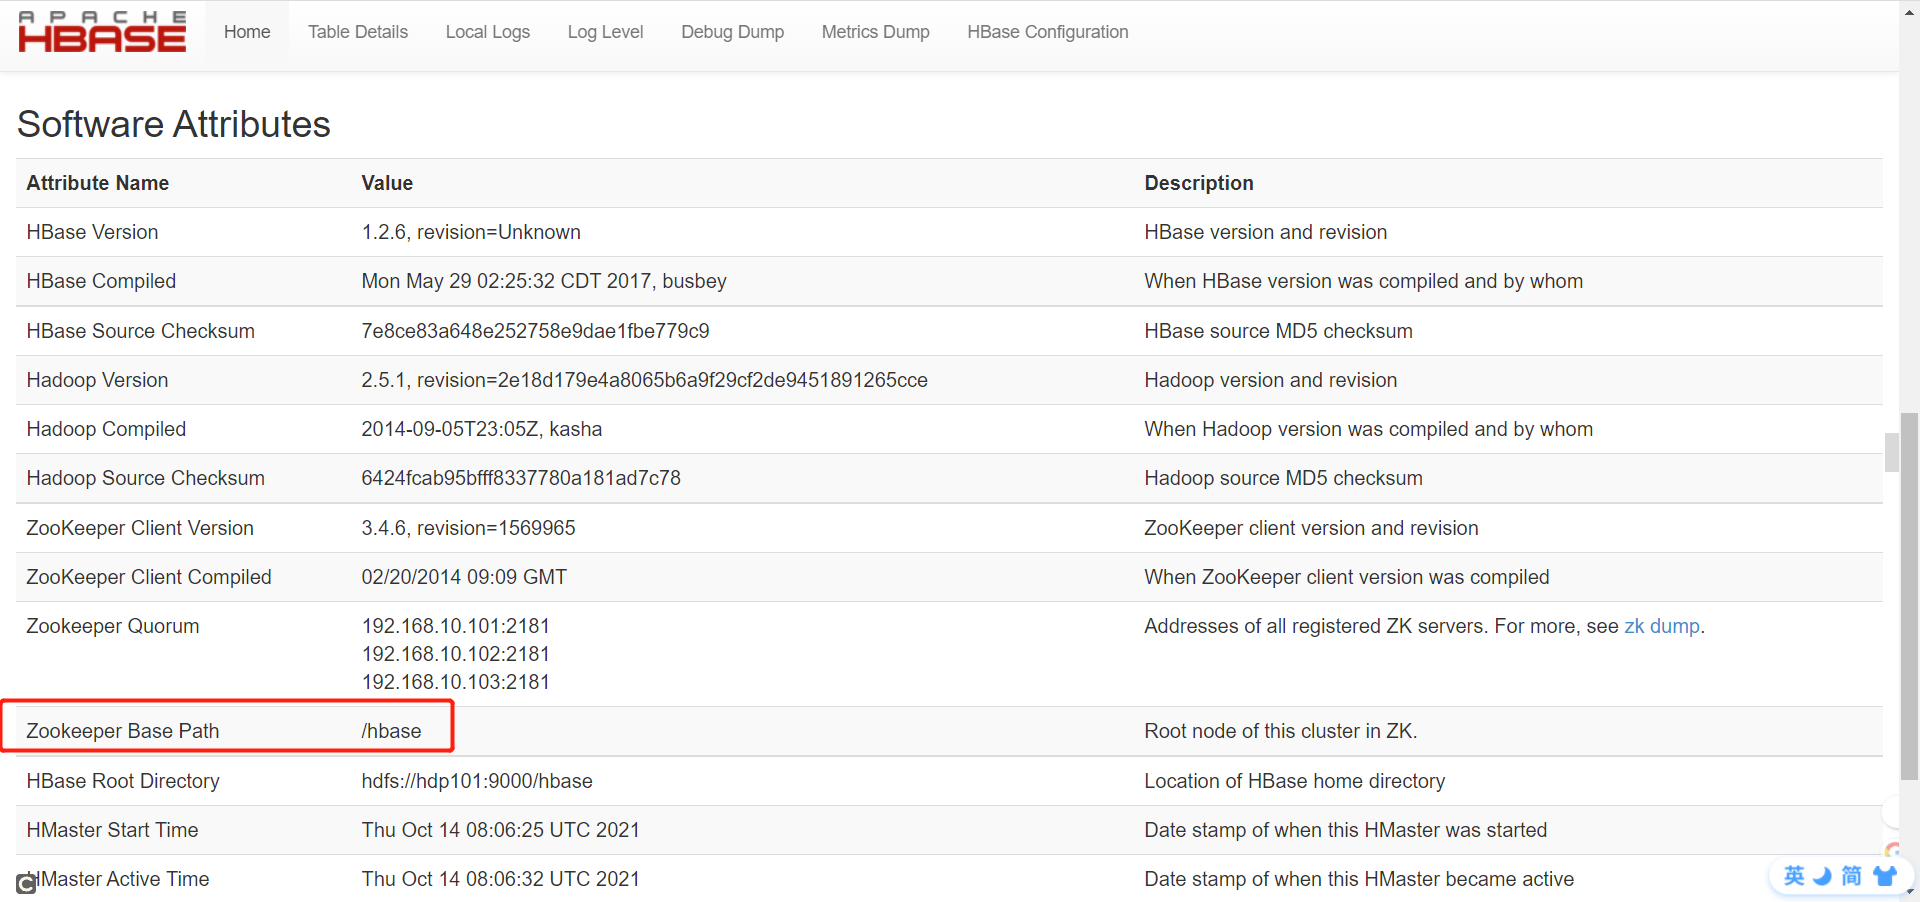 APACHE
HBASE
Home Table Details Local Logs Log Level Debug Dump Metrics Dump HBase Configuration
Software Attributes
Attribute Name Value Description
HBase Version 1.2.6, revision=Unknown HBase version and revision
HBase Compiled Mon May 29 02:25:32 CDT 2017, busbey When HBase version was compiled and by whom
HBase Source Checksum 7e8ce83a648e252758e9dae1fbe779c9 HBase source MD5 checksum
Hadoop Version 2.5.1, revision=2e18d179e4a8065b6a9f29cf2de9451891265cce Hadoop version and revision
Hadoop Compiled 2014-09-05T23:05Z, kasha When Hadoop version was compiled and by whom
Hadoop Source Checksum 6424fcab95bfff8337780a181ad7c78 Hadoop source MD5 checksum
ZooKeeper Client Version 3.4.6, revision=1569965 ZooKeeper client version and revision
ZooKeeper Client Compiled 02/20/2014 09:09 GMT When ZooKeeper client version was compiled
Zookeeper Quorum 192.168.10.101:2181 Addresses of all registered ZK servers. For more, see zk dump.
192.168.10.102:2181
192.168.10.103:2181
Zookeeper Base Path /hbase Root node of this cluster in ZK.
HBase Root Directory hdfs://hdp101:9000/hbase Location of HBase home directory
HMaster Start Time Thu Oct 14 08:06:25 UTC 2021 Date stamp of when this HMaster was started
HMaster Active Time Thu Oct 14 08:06:32 UTC 2021 Date stamp of when this HMaster became active
英 简